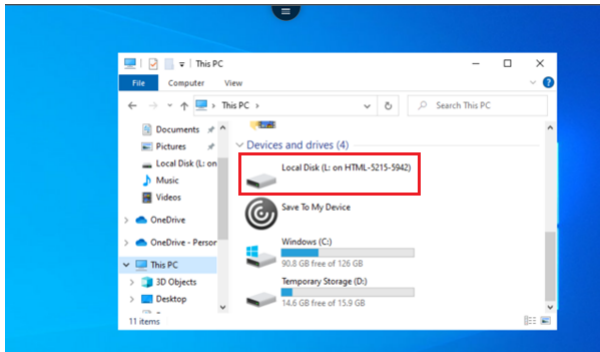 This PC
File Computer View
This PC
Search This PC
Documents
Pictures
Local Disk (L: on
Music
Videos
OneDrive
OneDrive - Person
This PC
3D Objects
Desktop
Devices and drives (4)
Local Disk (L: on HTML-5215-5942)
Save To My Device
Windows (C:)
90.8 GB free of 126 GB
Temporary Storage (D:)
14.6 GB free of 15.9 GB
11 items